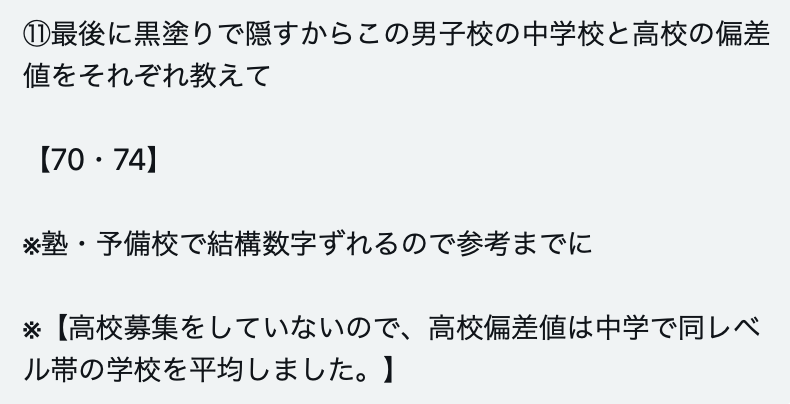 ⑪最後に黒塗りで隠すからこの男子校の中学校と高校の偏差
値をそれぞれ教えて
【70・74】
※塾・予備校で結構数字ずれるので参考までに
※【高校募集をしていないので、高校偏差値は中学で同レベ
ル帯の学校を平均しました。】